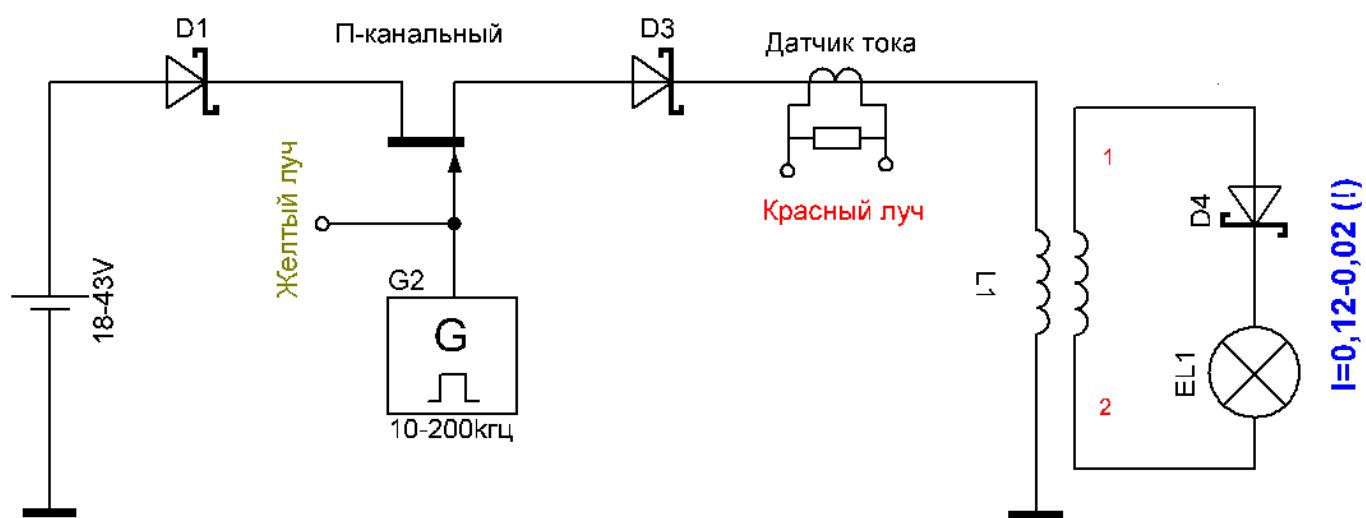 D1
П-канальный
D3
Датчик тока
Желтый луч
Красный луч
1
D4
I=0,12-0,02 (!)
18-43V
G2
G
10-200кгц
L1
EL1
2